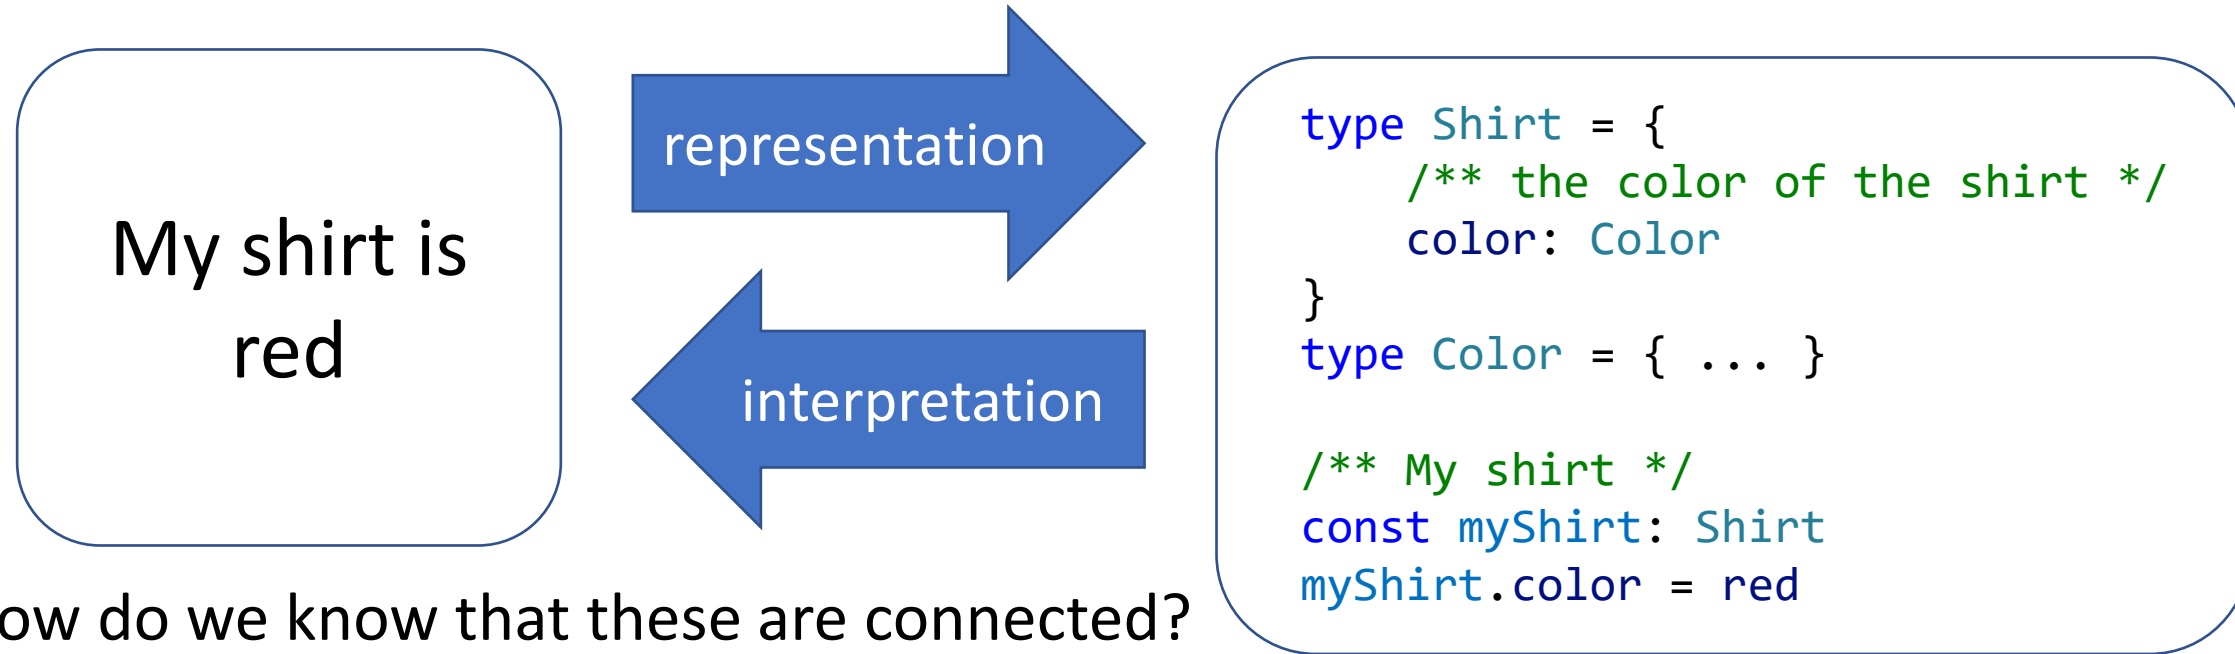 My shirt is
red
representation
interpretation
type Shirt = {
    /** the color of the shirt */
    color: Color
}
type Color = { ... }
/** My shirt */
const myShirt: Shirt
myShirt.color = red
ow do we know that these are connected?